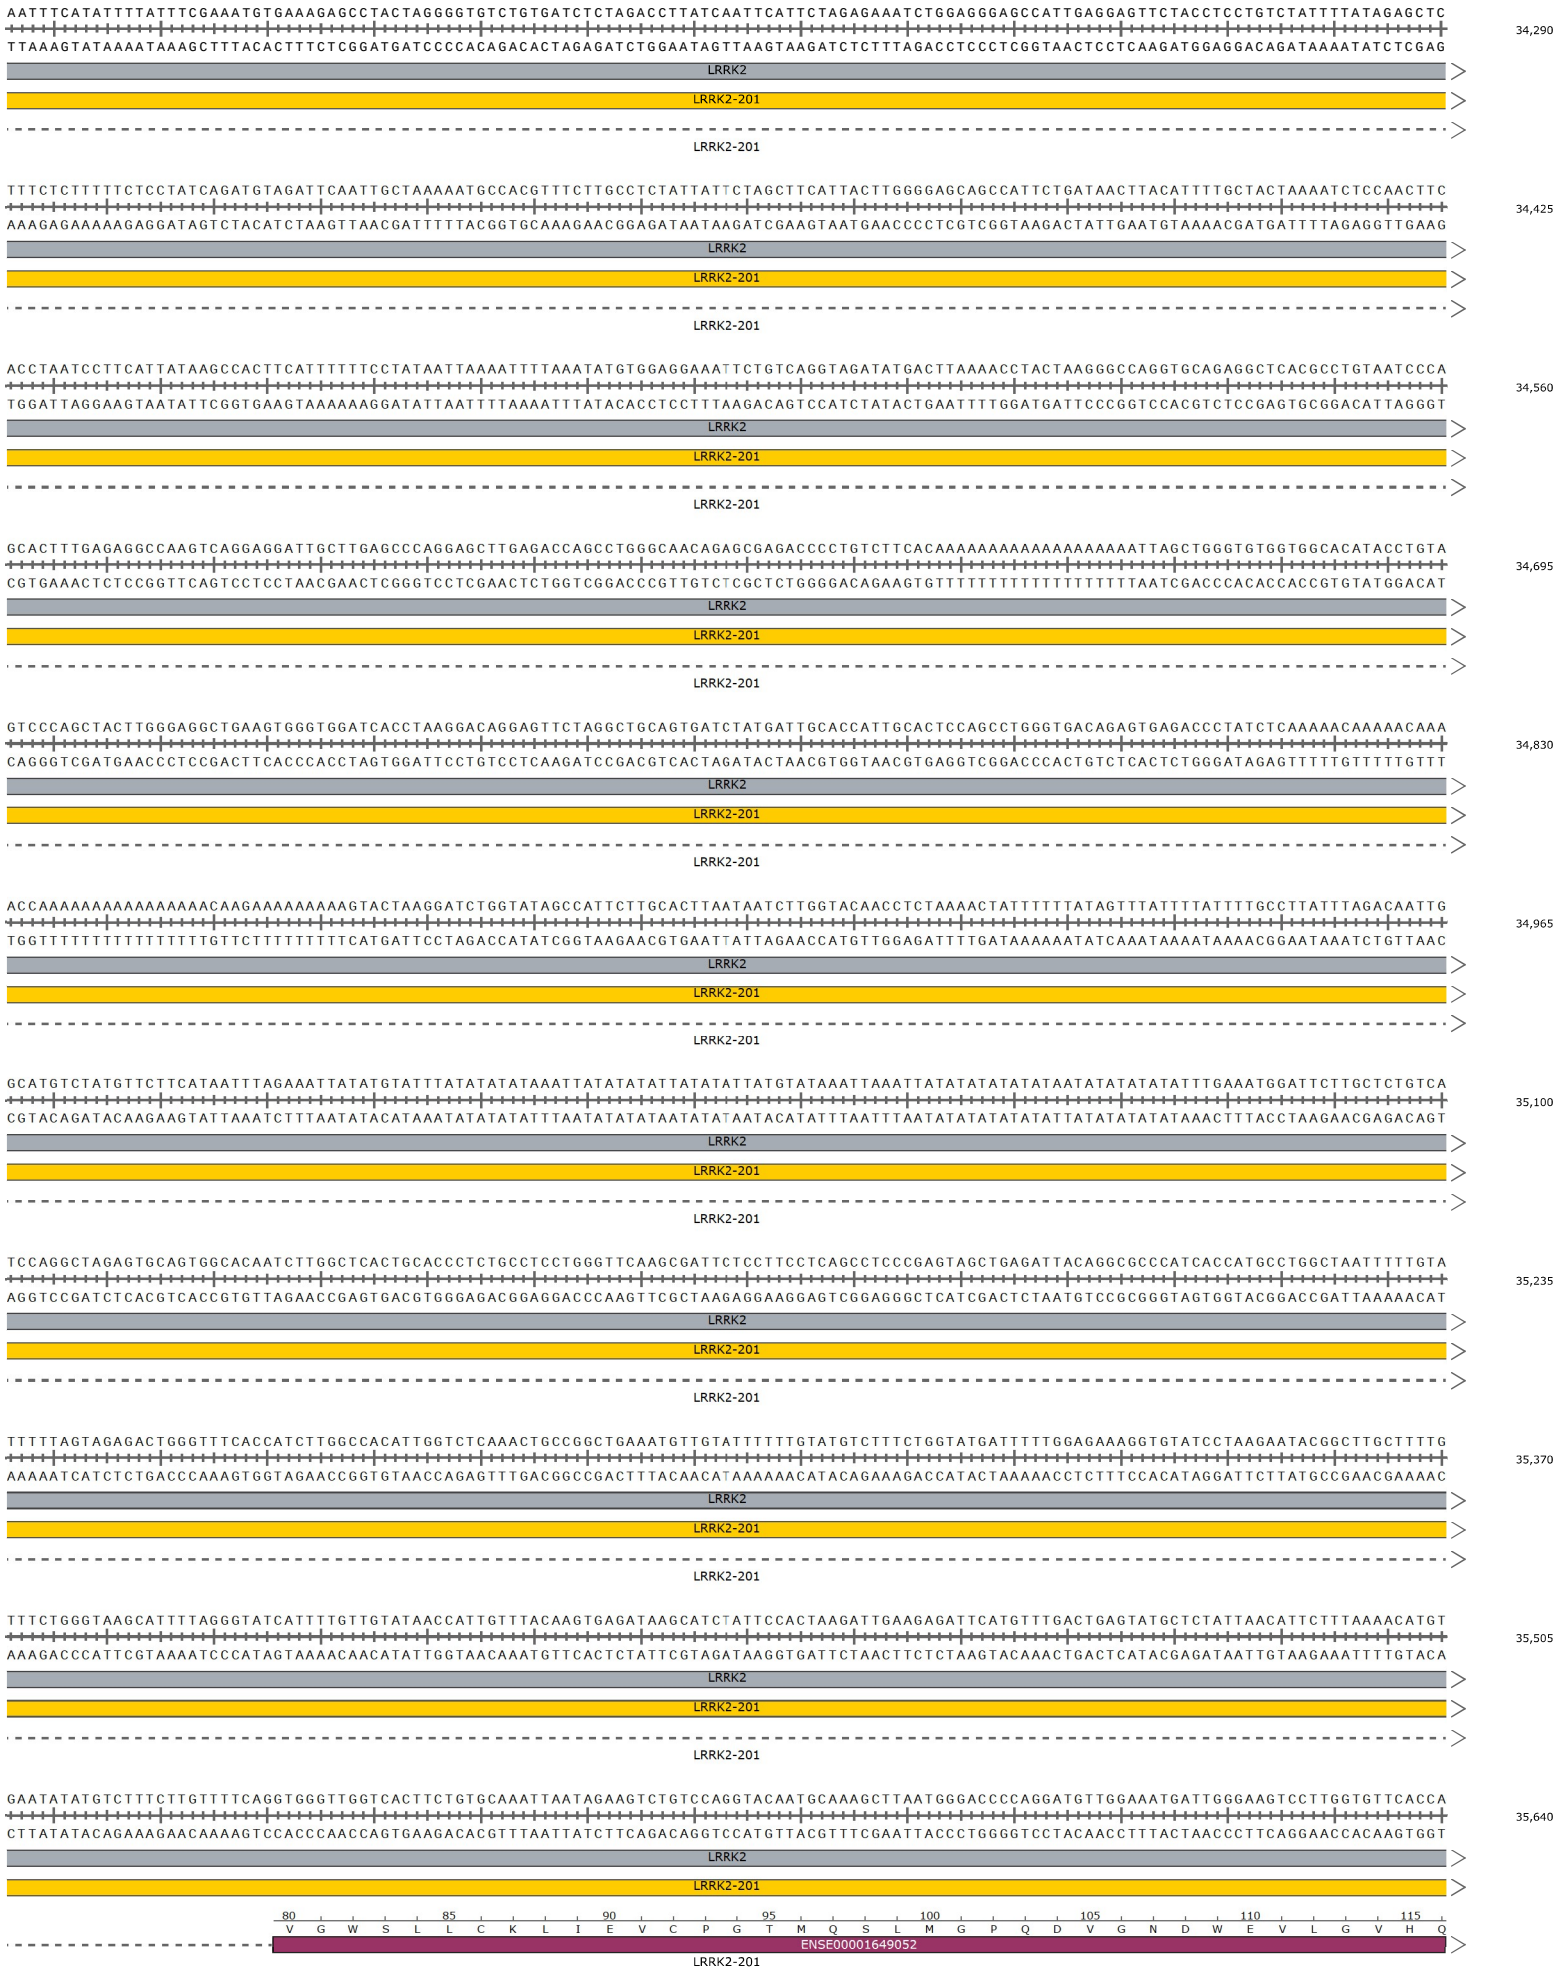 AATTTCATATTTTATTTCGAAATGTGAAAGAGCCTACTAGGGGTGTCTGTGATCTCTAGACCTTATCAATTCATTCTAGAGAAATCTGGAGGGAGCCATTGAGGAGTTCTACCTCCTGTCTATTTTATAGAGCTC
34,290
TTAAAGTATAAAATAAAGCTTTACACTTTCTCGGATGATCCCCACAGACACTAGAGATCTGGAATAGTTAAGTAAGATCTCTTTAGACCTCCCTCGGTAACTCCTCAAGATGGAGGACAGATAAAATATCTCGAG
LRRK2
LRRK2-201
LRRK2-201
TTTCTCTTTTTCTCCTATCAGATGTAGATTCAATTGCTAAAAATGCCACGTTTCTTGCCTCTATTATTCTAGCTTCATTACTTGGGGAGCAGCCATTCTGATAACTTACATTTTGCTACTAAAATCTCCAACTTC
34,425
AAAGAGAAAAAGAGGATAGTCTACATCTAAGTTAACGATTTTTACGGTGCAAAGAACGGAGATAATAAGATCGAAGTAATGAACCCCTCGTCGGTAAGACTATTGAATGTAAAACGATGATTTTAGAGGTTGAAG
LRRK2
LRRK2-201
LRRK2-201
ACCTAATCCTTCATTATAAGCCACTTCATTTTTTCCTATAATTAAAATTTTAAATATGTGGAGGAAATTCTGTCAGGTAGATATGACTTAAAACCTACTAAGGGCCAGGTGCAGAGGCTCACGCCTGTAATCCCA
34,560
TGGATTAGGAAGTAATATTCGGTGAAGTAAAAAAGGATATTAATTTTAAAATTTATACACCTCCTTTAAGACAGTCCATCTATACTGAATTTTGGATGATTCCCGGTCCACGTCTCCGAGTGCGGACATTAGGGT
LRRK2
LRRK2-201
LRRK2-201
GCACTTTGAGAGGCCAAGTCAGGAGGATTGCTTGAGCCCAGGAGCTTGAGACCAGCCTGGGCAACAGAGCGAGACCCCTGTCTTCACAAAAAAAAAAAAAAAAAATTAGCTGGGTGTGGTGGCACATACCTGTA
34,695
CGTGAAACTCTCCGGTTCAGTCCTCCTAACGAACTCGGGTCCTCGAACTCTGGTCGGACCCGTTGTCTCGCTCTGGGGACAGAAGTGTTTTTTTTTTTTTTTTTTAATCGACCCACACCACCGTGTATGGACAT
LRRK2
LRRK2-201
LRRK2-201
GTCCCAGCTACTTGGGAGGCTGAAGTGGGTGGATCACCTAAGGACAGGAGTTCTAGGCTGCAGTGATCTATGATTGCACCATTGCACTCCAGCCTGGGTGACAGAGTGAGACCCTATCTCAAAAACAAAAACAAA
34,830
CAGGGTCGATGAACCCTCCGACTTCACCCACCTAGTGGATTCCTGTCCTCAAGATCCGACGTCACTAGATACTAACGTGGTAACGTGAGGTCGGACCCACTGTCTCACTCTGGGATAGAGTTTTTGTTTTTGTTT
LRRK2
LRRK2-201
LRRK2-201
ACCAAAAAAAAAAAAAAAACAAGAAAAAAAAAGTACTAAGGATCTGGTATAGCCATTCTTGCACTTAATAATCTTGGTACAACCTCTAAAACTATTTTTTATAGTTTATTTTATTTTGCCTTATTTAGACAATTG
34,965
TGGTTTTTTTTTTTTTTTTGTTCTTTTTTTTTCATGATTCCTAGACCATATCGGTAAGAACGTGAATTATTAGAACCATGTTGGAGATTTTGATAAAAAATATCAAATAAAATAAAACGGAATAAATCTGTTAAC
LRRK2
LRRK2-201
LRRK2-201
GCATGTCTATGTTCTTCATAATTTAGAAATTATATGTATTTATATATATAAATTATATATATTATATATTATGTATAAATTAAATTATATATATATATAATATATATATATTTGAAATGGATTCTTGCTCTGTCA
35,100
CGTACAGATACAAGAAGTATTAAATCTTTAATATACATAAATATATATATTTAATATATATAATATATAATACATATTTAATTTAATATATATATATATTATATATATATAAACTTTACCTAAGAACGAGACAGT
LRRK2
LRRK2-201
LRRK2-201
TCCAGGCTAGAGTGCAGTGGCACAATCTTGGCTCACTGCACCCTCTGCCTCCTGGGTTCAAGCGATTCTCCTTCCTCAGCCTCCCGAGTAGCTGAGATTACAGGCGCCCATCACCATGCCTGGCTAATTTTTGTA
35,235
AGGTCCGATCTCACGTCACCGTGTTAGAACCGAGTGACGTGGGAGACGGAGGACCCAAGTTCGCTAAGAGGAAGGAGTCGGAGGGCTCATCGACTCTAATGTCCGCGGGTAGTGGTACGGACCGATTAAAAACAT
LRRK2
LRRK2-201
LRRK2-201
TTTTTAGTAGAGACTGGGTTTCACCATCTTGGCCACATTGGTCTCAAACTGCCGGCTGAAATGTTGTATTTTTTGTATGTCTTTCTGGTATGATTTTTGGAGAAAGGTGTATCCTAAGAATACGGCTTGCTTTTG
35,370
AAAAATCATCTCTGACCCAAAGTGGTAGAACCGGTGTAACCAGAGTTTGACGGCCGACTTTACAACATAAAAAACATACAGAAAGACCATACTAAAAACCTCTTTCCACATAGGATTCTTATGCCGAACGAAAAC
LRRK2
LRRK2-201
LRRK2-201
TTTCTGGGTAAGCATTTTAGGGTATCATTTTGTTGTATAACCATTGTTTACAAGTGAGATAAGCATCTATTCCACTAAGATTGAAGAGATTCATGTTTGACTGAGTATGCTCTATTAACATTCTTTAAAACATGT
35,505
AAAGACCCATTCGTAAAATCCCATAGTAAAACAACATATTGGTAACAAATGTTCACTCTATTCGTAGATAAGGTGATTCTAACTTCTCTAAGTACAAACTGACTCATACGAGATAATTGTAAGAAATTTTGTACA
LRRK2
LRRK2-201
LRRK2-201
GAATATATGTCTTTCTTGTTTTCAGGTGGGTTGGTCACTTCTGTGCAAATTAATAGAAGTCTGTCCAGGTACAATGCAAAGCTTAATGGGACCCCAGGATGTTGGAAATGATTGGGAAGTCCTTGGTGTTCACCA
35,640
CTTATATACAGAAAGAACAAAAGTCCACCCAACCAGTGAAGACACGTTTAATTATCTTCAGACAGGTCCATGTTACGTTTCGAATTACCCTGGGGTCCTACAACCTTTACTAACCCTTCAGGAACCACAAGTGGT
LRRK2
LRRK2-201
80 85 90 95 100 105 110 115
V G W S L L C K L I E V C P G T M Q S L M G P Q D V G N D W E V L G V H Q
ENSE00001649052
LRRK2-201